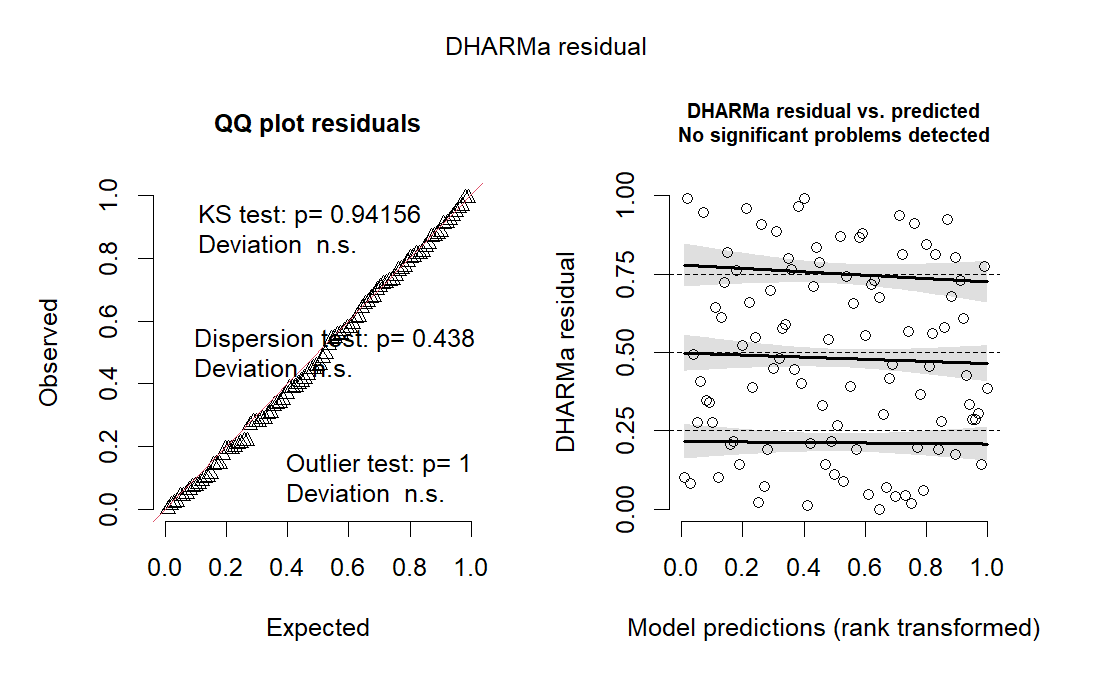 DHARMa residual
QQ plot residuals
KS test: p= 0.94156
Deviation  n.s.
Dispersion test: p= 0.438
Deviation  n.s.
Outlier test: p= 1
Deviation  n.s.
Observed
0.0 0.2 0.4 0.6 0.8 1.0
0.0 0.2 0.4 0.6 0.8 1.0
Expected
DHARMa residual vs. predicted
No significant problems detected
DHARMa residual
0.00 0.25 0.50 0.75 1.00
0.0 0.2 0.4 0.6 0.8 1.0
Model predictions (rank transformed)